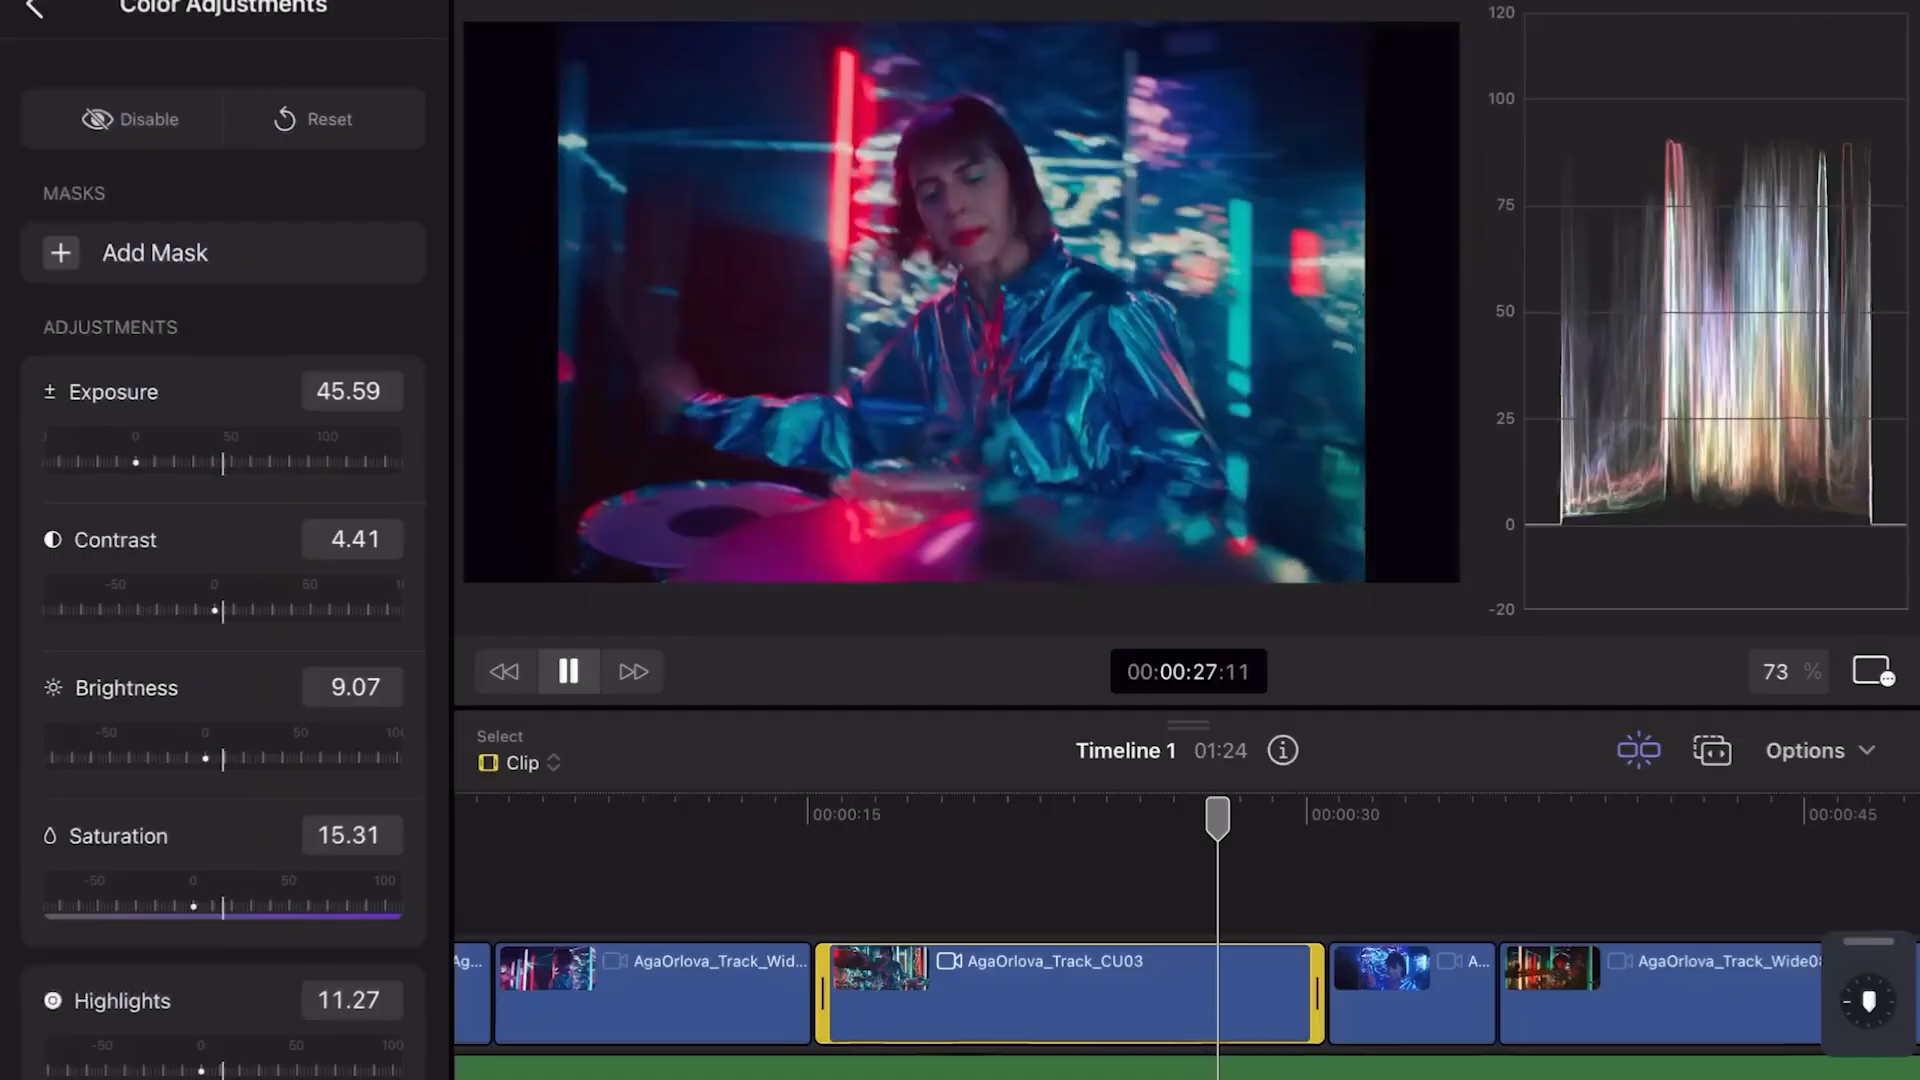 Color Adjustments
Disable
Reset
MASKS
Add Mask
ADJUSTMENTS
Exposure 45.59
0 50 100
Contrast 4.41
-50 0 50
Brightness 9.07
-50 0 50
Saturation 15.31
-50 0 50 100
Highlights 11.27
-50 0 50 100
120
100
75
50
25
0
-20
00:00:27:11
73 %
Select
Clip
Timeline 1 01:24
Options
00:00:15
00:00:30
00:00:45
Ag...
AgaOrlova_Track_Wid...
AgaOrlova_Track_CU03
A...
AgaOrlova_Track_Wide0